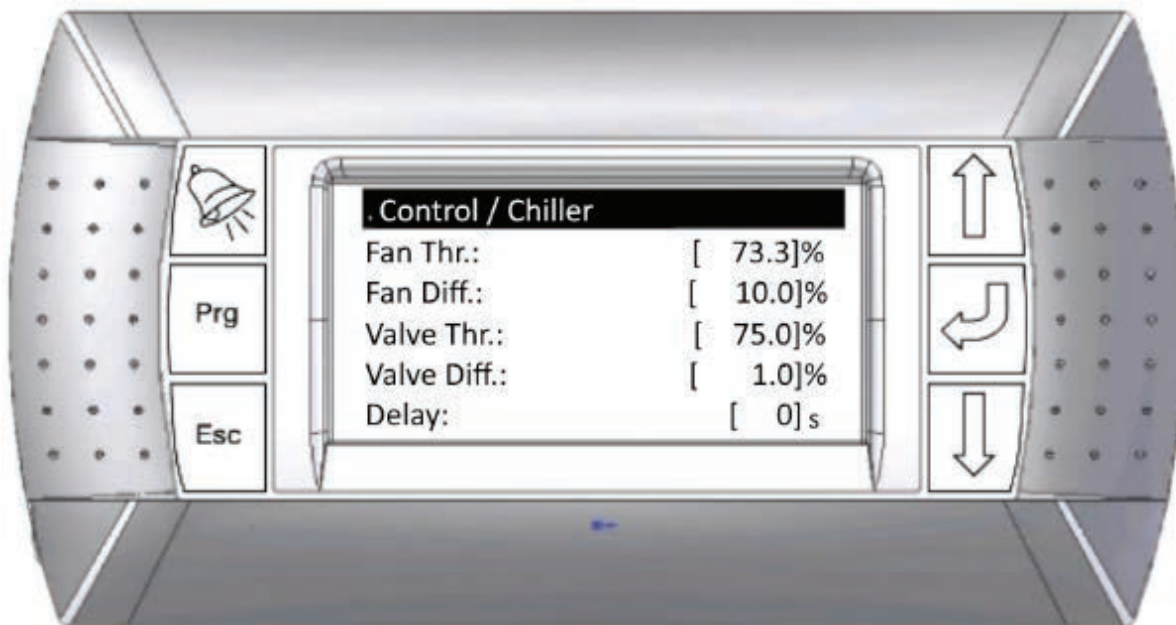 . Control / Chiller
Fan Thr.: [ 73.3]%
Fan Diff.: [ 10.0]%
Valve Thr.: [ 75.0]%
Valve Diff.: [ 1.0]%
Delay: [ 0] s
Prg
Esc